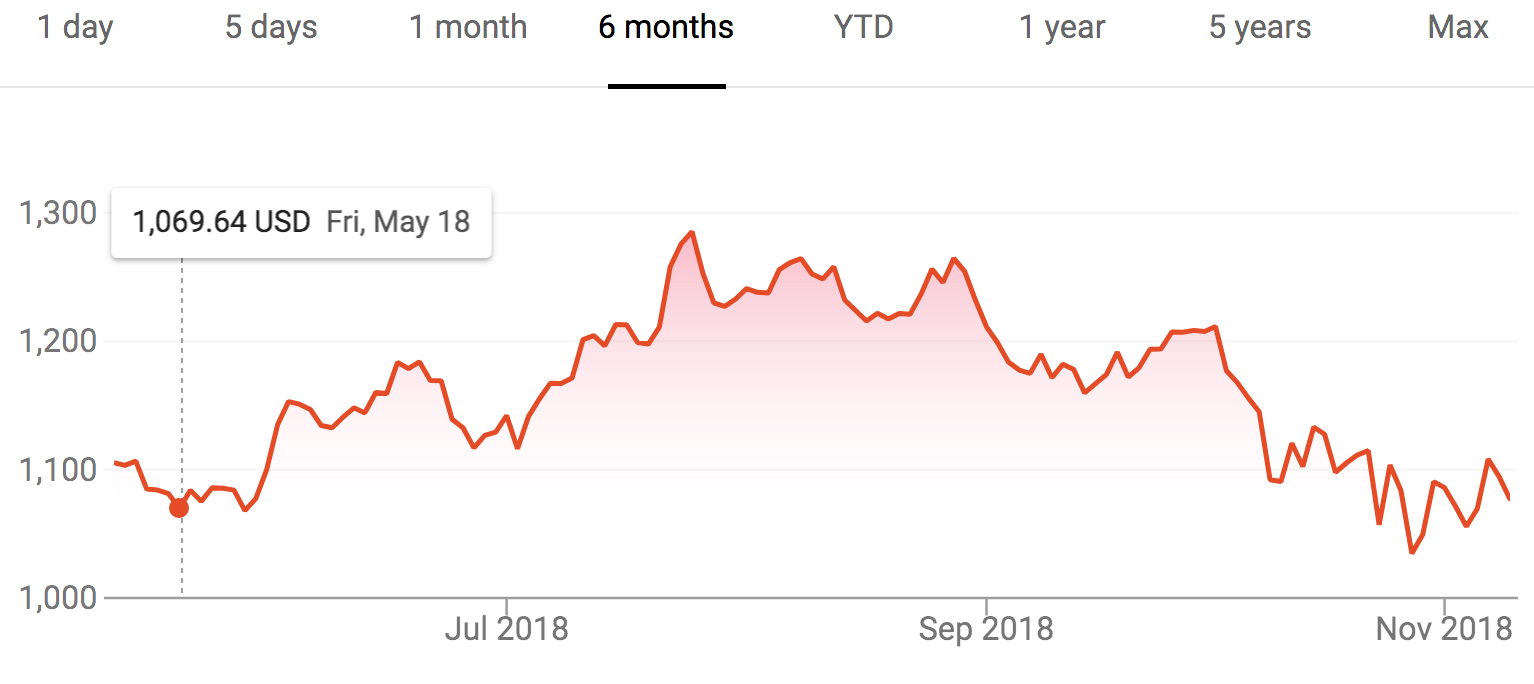 1 day 5 days 1 month 6 months YTD 1 year 5 years Max
1,300
1,069.64 USD Fri, May 18
1,200
1,100
1,000
Jul 2018 Sep 2018 Nov 2018